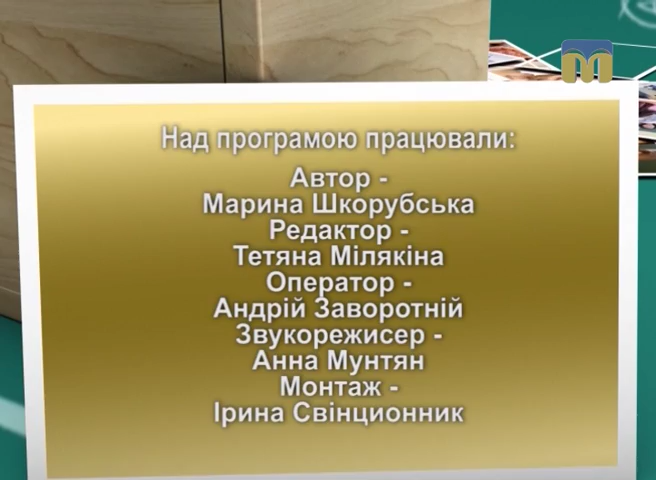 Над програмою працювали:
Автор -
Марина Шкорубська
Редактор -
Тетяна Мілякіна
Оператор -
Андрій Заворотній
Звукорежисер -
Анна Мунтян
Монтаж -
Ірина Свінционник